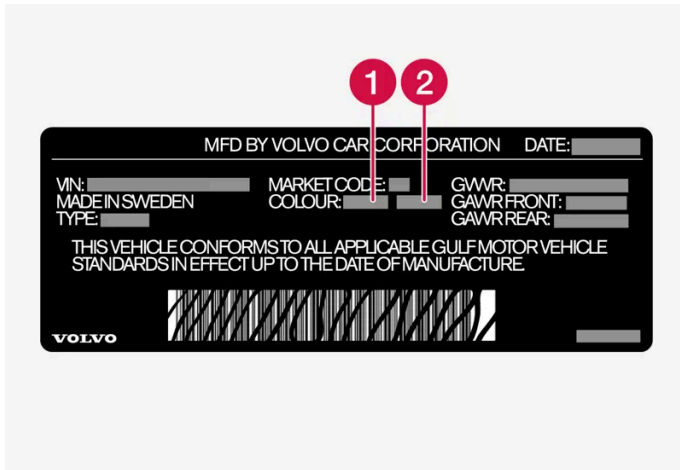 1 2
MFD BY VOLVO CAR CORPORATION DATE:
VIN: MARKET CODE: GVWR:
MADE IN SWEDEN COLOUR: GAWR FRONT:
TYPE: GAWR REAR:
THIS VEHICLE CONFORMS TO ALL APPLICABLE GULF MOTOR VEHICLE
STANDARDS IN EFFECT UP TO THE DATE OF MANUFACTURE.
VOLVO